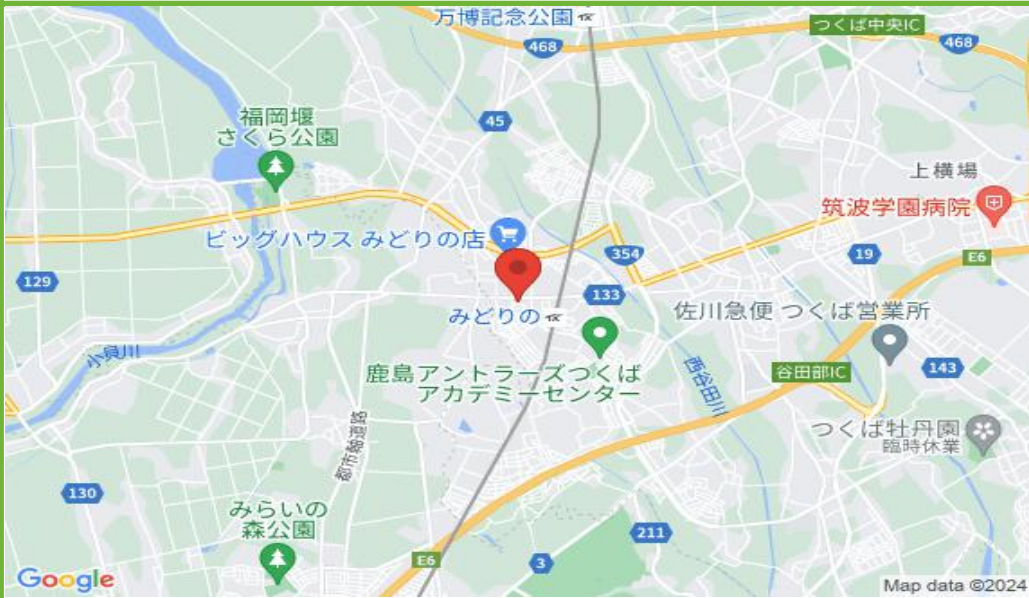 万博記念公園
つくば中央IC
468
468
福岡堰
さくら公園
45
上横場
筑波学園病院
ビッグハウス みどりの店
354
19
E6
129
133
みどりの
佐川急便 つくば営業所
小貝川
鹿島アントラーズつくば
アカデミーセンター
西谷田川
谷田部IC
143
都市軸道路
つくば牡丹園
臨時休業
130
みらいの
森公園
211
E6
3
Google
Map data ©2024